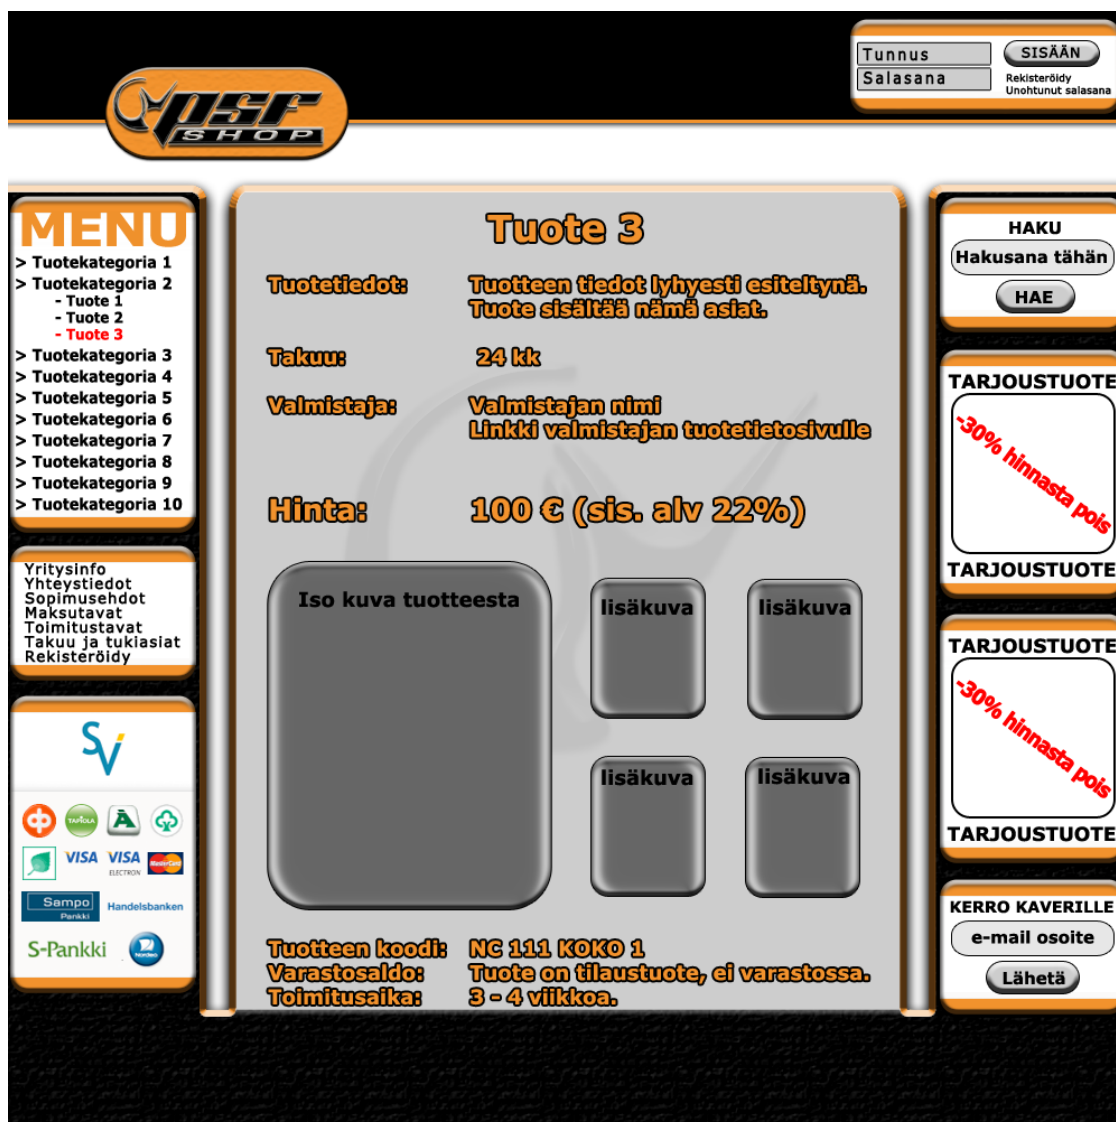 Tunnus
SISÄÄN
Salasana
Rekisteröidy
Unohtunut salasana
PSF
SHOP
MENU
> Tuotekategoria 1
> Tuotekategoria 2
- Tuote 1
- Tuote 2
- Tuote 3
> Tuotekategoria 3
> Tuotekategoria 4
> Tuotekategoria 5
> Tuotekategoria 6
> Tuotekategoria 7
> Tuotekategoria 8
> Tuotekategoria 9
> Tuotekategoria 10
Yritysinfo
Yhteystiedot
Sopimusehdot
Maksutavat
Toimitustavat
Takuu ja tukiasiat
Rekisteröidy
SVi
TAPIOLA
VISA
VISA
ELECTRON
MasterCard
Sampo
Pankki
Handelsbanken
S-Pankki
Nordea
Tuote 3
Tuotetiedot:
Tuotteen tiedot lyhyesti esiteltynä.
Tuote sisältää nämä asiat.
Takuu:
24 kk
Valmistaja:
Valmistajan nimi
Linkki valmistajan tuotetietosivulle
Hinta:
100 € (sis. alv 22%)
Iso kuva tuotteesta
lisäkuva
lisäkuva
lisäkuva
lisäkuva
Tuotteen koodi: NC 111 KOKO 1
Varastosaldo: Tuote on tilaustuote, ei varastossa.
Toimitusaika: 3 - 4 viikkoa.
HAKU
Hakusana tähän
HAE
TARJOUSTUOTE
-30% hinnasta pois
TARJOUSTUOTE
TARJOUSTUOTE
-30% hinnasta pois
TARJOUSTUOTE
KERRO KAVERILLE
e-mail osoite
Lähetä